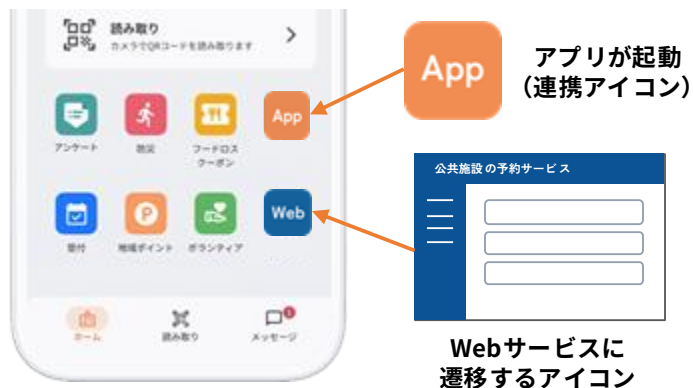 読み取り
カメラでQRコードを読み取ります
アンケート
防災
フードロス
クーポン
App
受付
地域ポイント
ボランティア
Web
ホーム
読み取り
メッセージ
App
アプリが起動
（連携アイコン）
公共施設の予約サービス
Webサービスに
遷移するアイコン